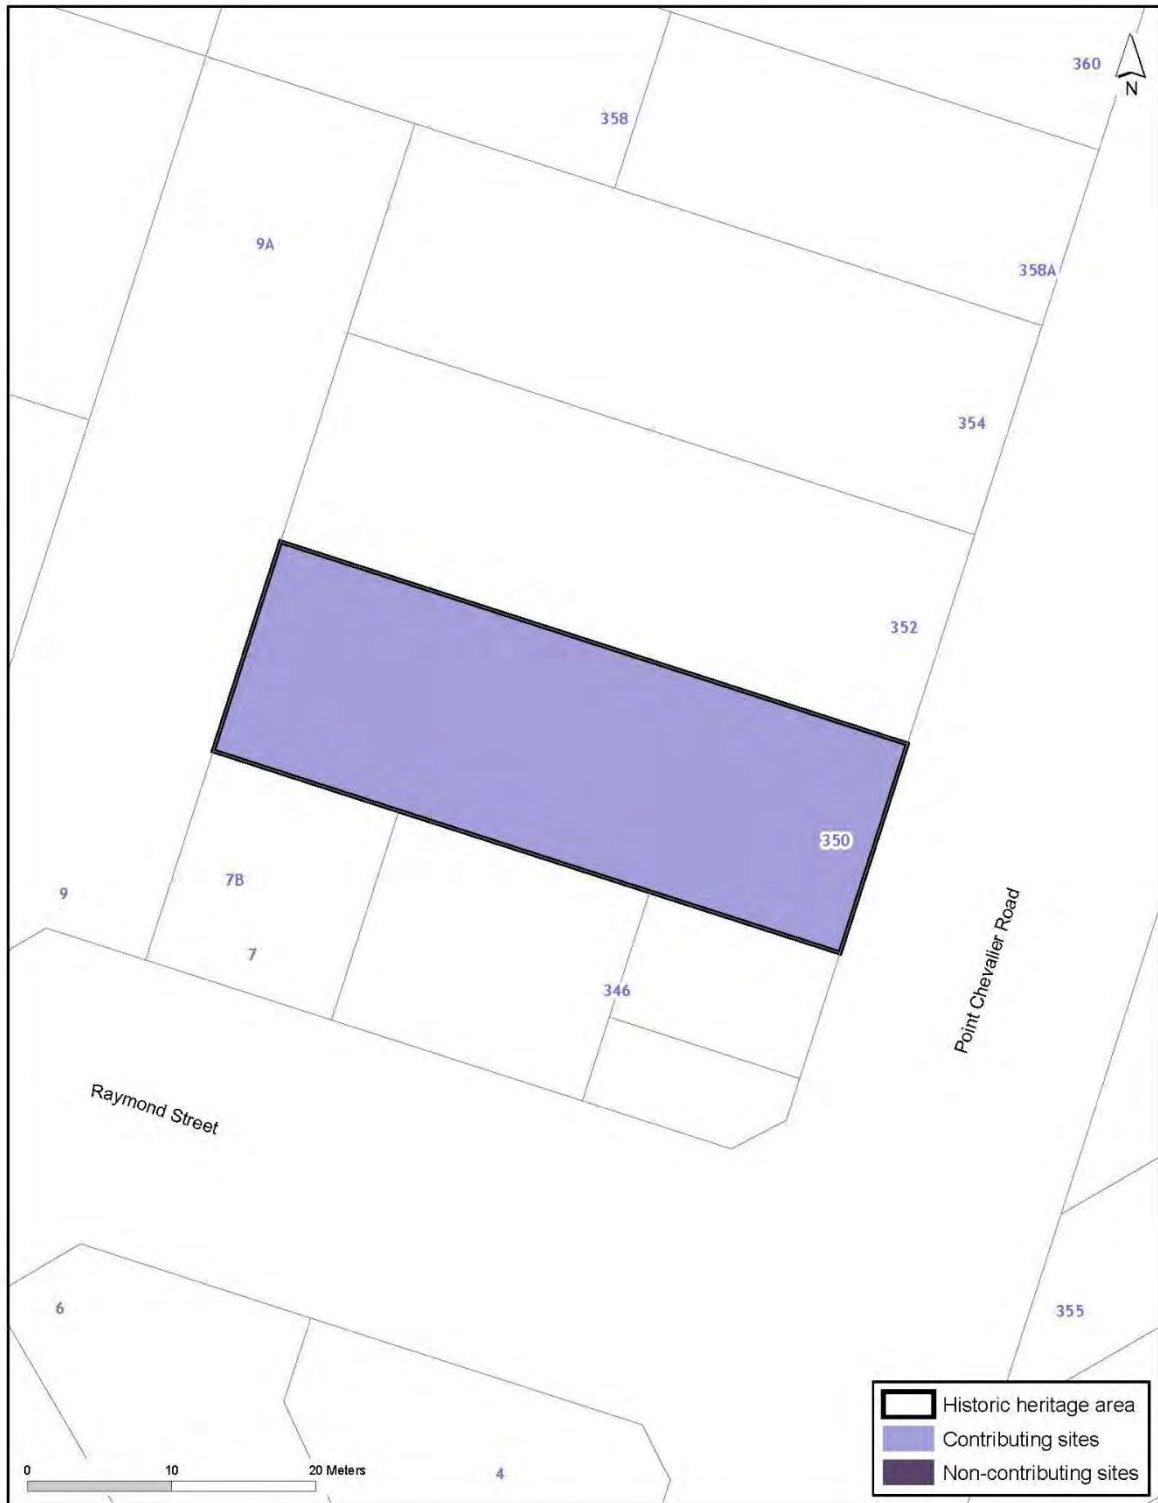 360
N
358
9A
358A
354
352
350
7B
9
7
346
Point Chevalier Road
Raymond Street
6
355
Historic heritage area
Contributing sites
Non-contributing sites
0 10 20 Meters
4